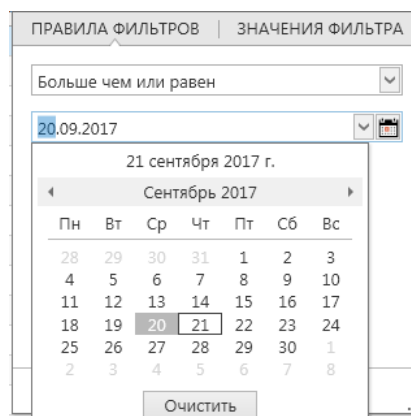 ПРАВИЛА ФИЛЬТРОВ | ЗНАЧЕНИЯ ФИЛЬТРА
Больше чем или равен
20.09.2017
21 сентября 2017 г.
Сентябрь 2017
Пн Вт Ср Чт Пт Сб Вс
28 29 30 31 1 2 3
4 5 6 7 8 9 10
11 12 13 14 15 16 17
18 19 20 21 22 23 24
25 26 27 28 29 30 1
2 3 4 5 6 7 8
Очистить